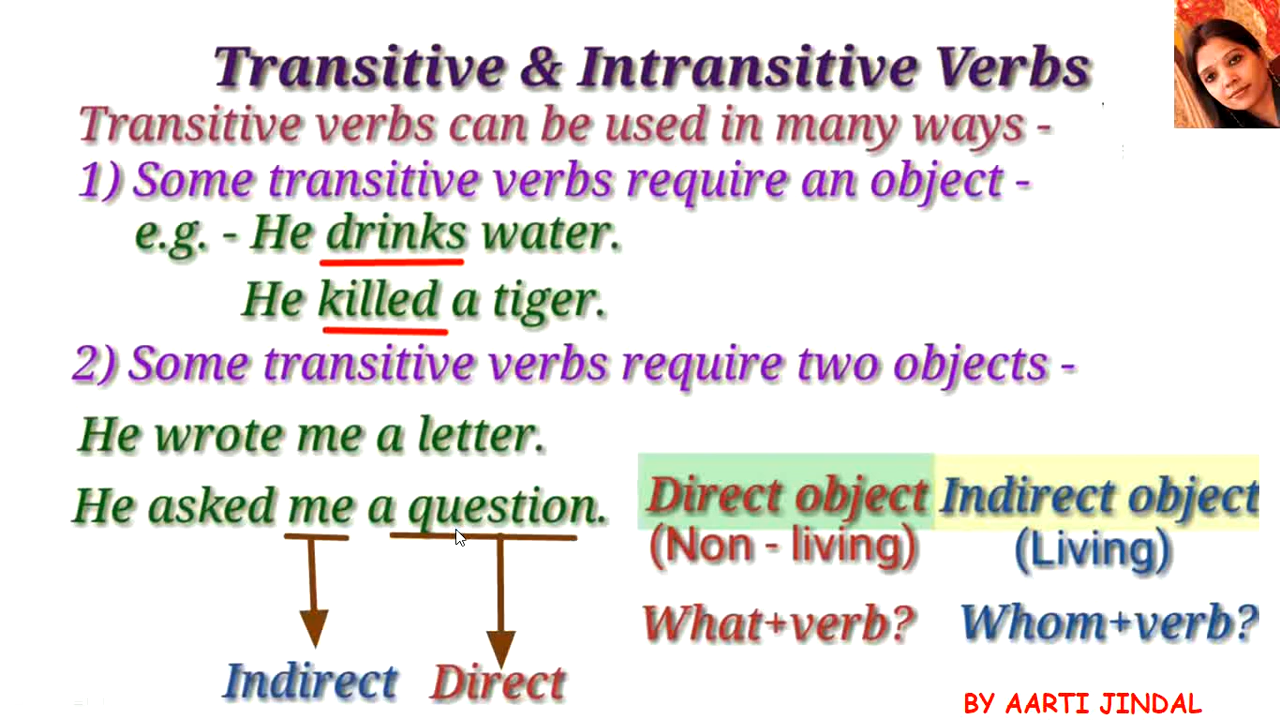 Transitive & Intransitive Verbs
Transitive verbs can be used in many ways -
1) Some transitive verbs require an object -
e.g. - He drinks water.
He killed a tiger.
2) Some transitive verbs require two objects -
He wrote me a letter.
He asked me a question.
Indirect Direct
Direct object Indirect object
(Non - living) (Living)
What+verb? Whom+verb?
BY AARTI JINDAL